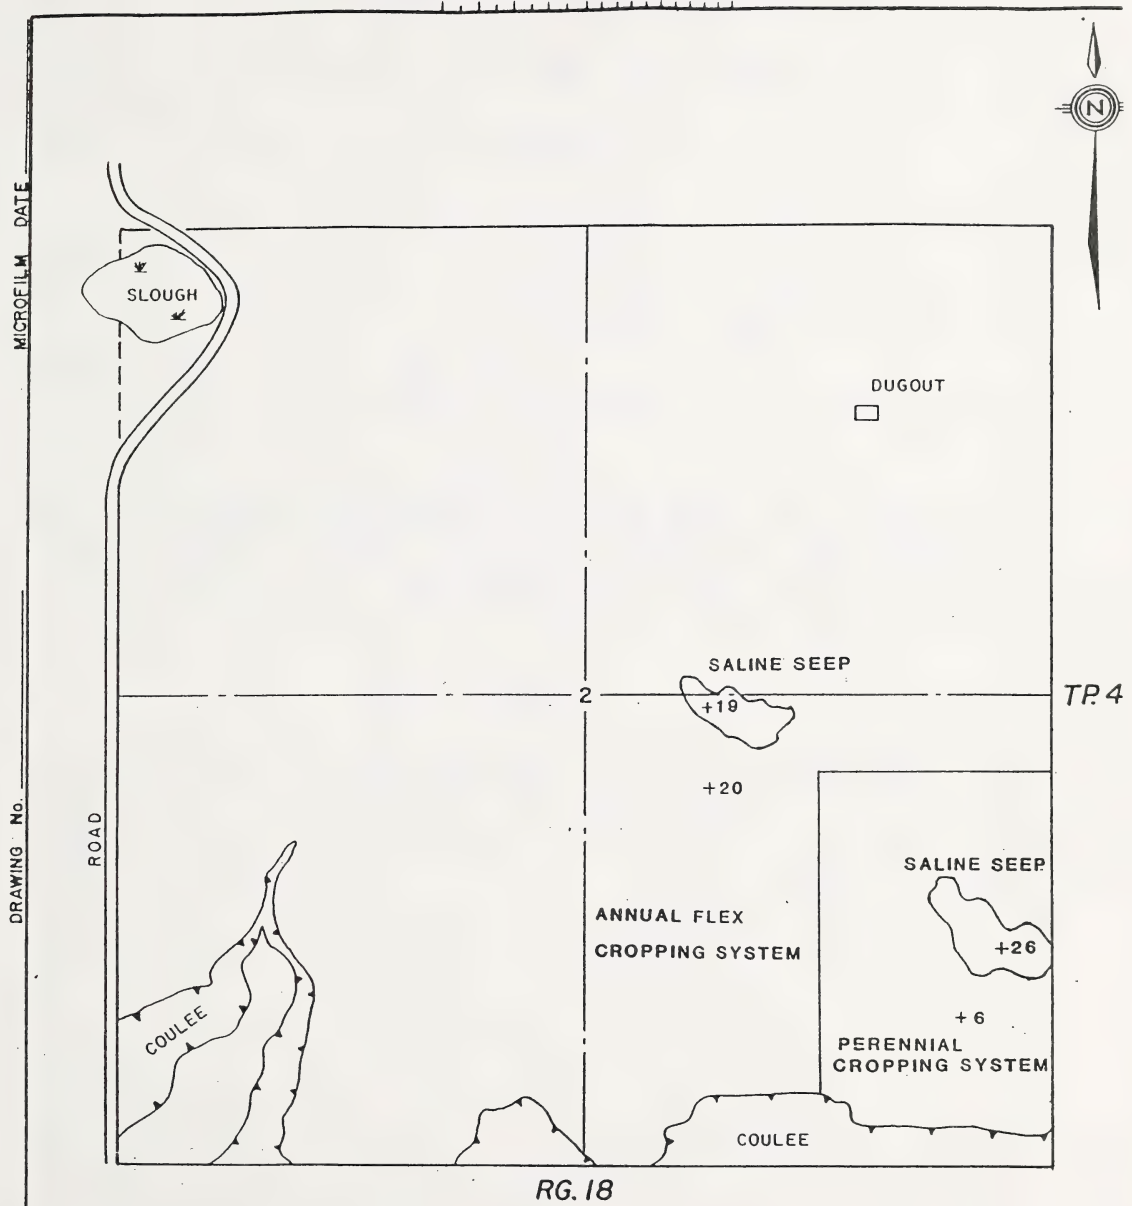 MICROFILM DATE
N
SLOUGH
DUGOUT
SALINE SEEP
+19
2
TP. 4
+20
DRAWING No.
ROAD
SALINE SEEP
ANNUAL FLEX
CROPPING SYSTEM
+26
COULEE
+6
PERENNIAL
CROPPING SYSTEM
COULEE
RG. 18